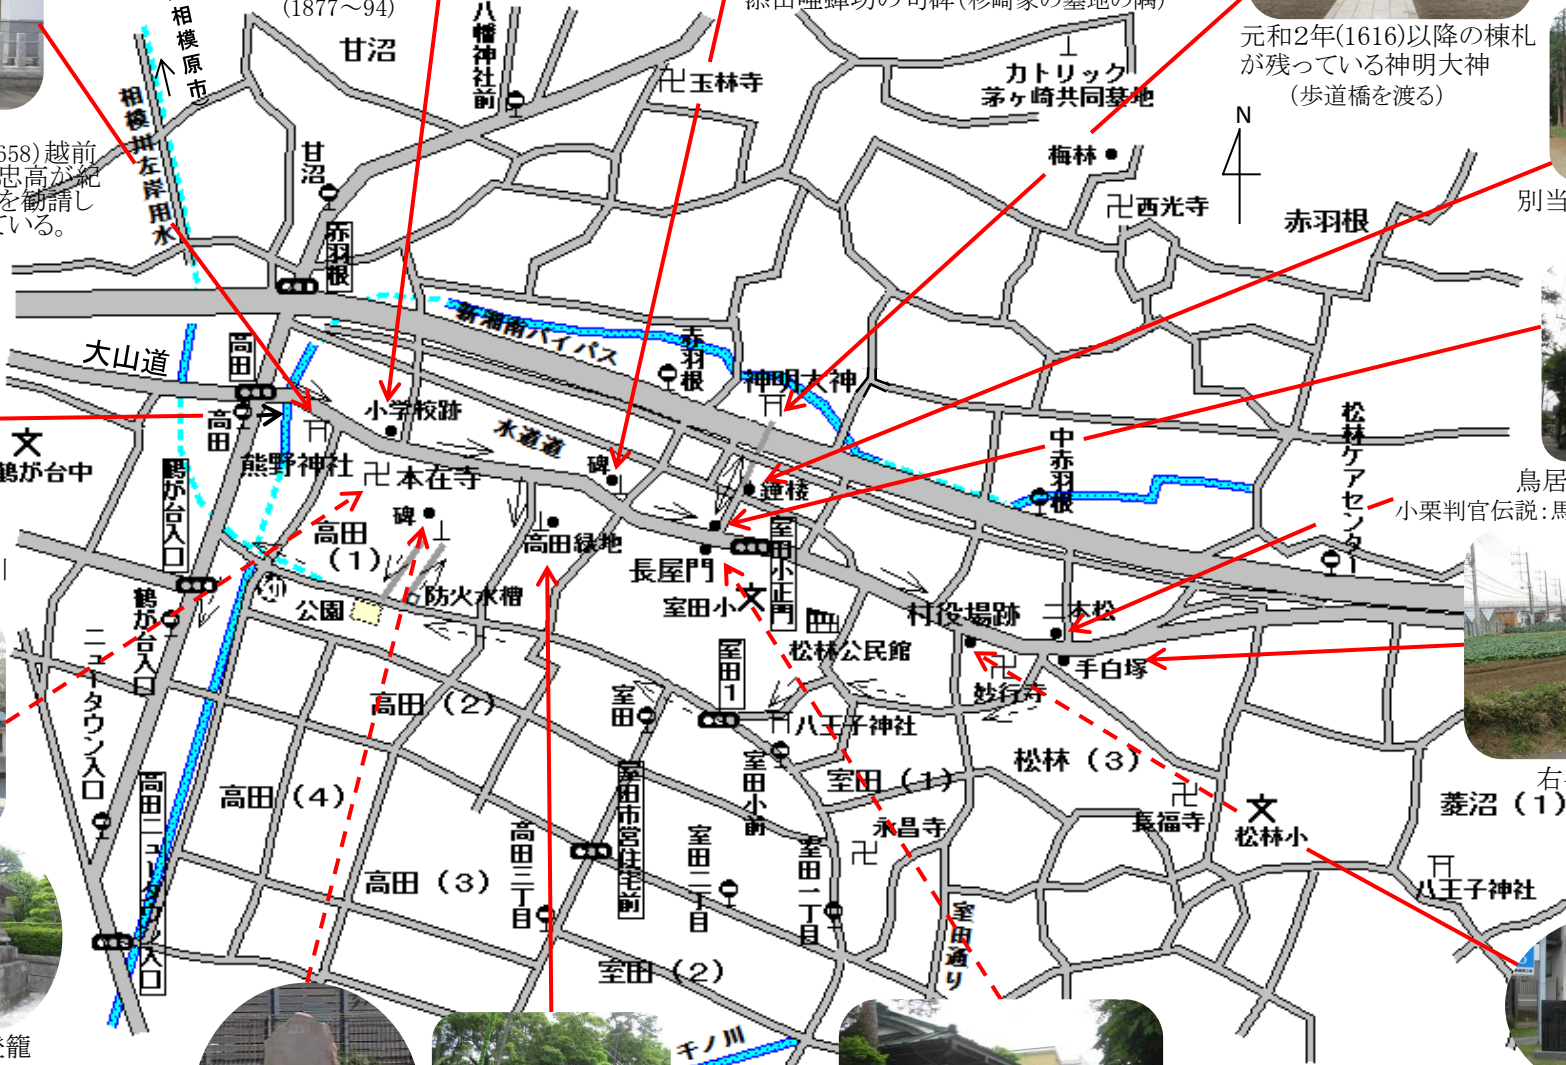 (1877～94)
相模原市)
八幡神社前
甘沼
玉林寺
カトリック
茅ヶ崎共同墓地
元和2年(1616)以降の棟札
が残っている神明大神
(歩道橋を渡る)
N
相模川左岸用水
658)越前
忠高が紀
を勧請し
ている。
甘沼
赤羽根
梅林
西光寺
赤羽根
別当
大山道
高田
高田
新湘南バイパス
赤羽根
神明大神
小学校跡
水道道
碑
鐘楼
中赤羽根
松林ケアセンター
鶴が台中
鶴が台入口
熊野神社
本在寺
碑
高田
(1)
高田緑地
長屋門
室田小
室田小正門
鳥居
小栗判官伝説:馬
公園
防火水槽
鶴が台入口
ニュータウン入口
松林公民館
村役場跡
二本松
手白塚
妙行寺
室田1
室田
高田(2)
八王子神社
室田小前
室田(1)
松林(3)
高田(4)
高田ニュータウン入口
室田市営住宅前
高田三丁目
高田(3)
室田二丁目
室田一丁目
永昌寺
長福寺
松林小
菱沼(1)
右
八王子神社
室田通り
室田(2)
千ノ川
籠